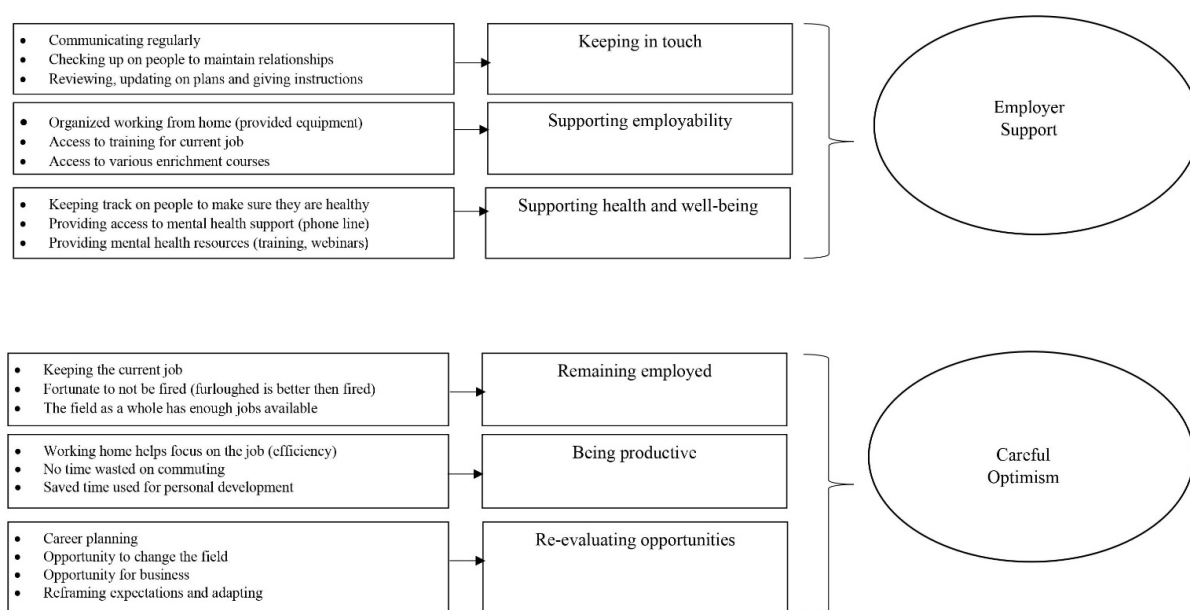 • Communicating regularly
• Checking up on people to maintain relationships
• Reviewing, updating on plans and giving instructions
Keeping in touch
• Organized working from home (provided equipment)
• Access to training for current job
• Access to various enrichment courses
Supporting employability
• Keeping track on people to make sure they are healthy
• Providing access to mental health support (phone line)
• Providing mental health resources (training, webinars)
Supporting health and well-being
Employer
Support
• Keeping the current job
• Fortunate to not be fired (furloughed is better then fired)
• The field as a whole has enough jobs available
Remaining employed
• Working home helps focus on the job (efficiency)
• No time wasted on commuting
• Saved time used for personal development
Being productive
• Career planning
• Opportunity to change the field
• Opportunity for business
• Reframing expectations and adapting
Re-evaluating opportunities
Careful
Optimism